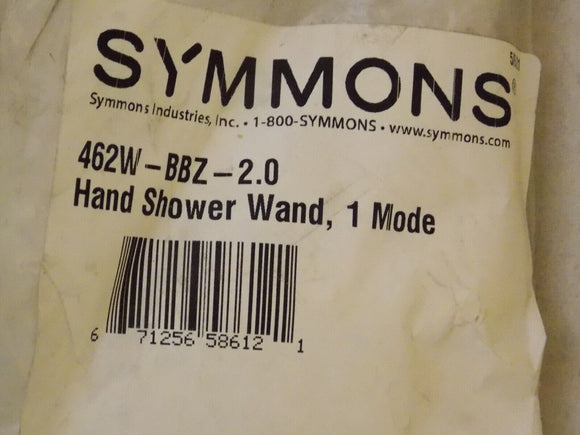 SYMMONS®
Symmons Industries, Inc. • 1-800-SYMMONS • www.symmons.com
462W-BBZ-2.0
Hand Shower Wand, 1 Mode
6 71256 58612 1